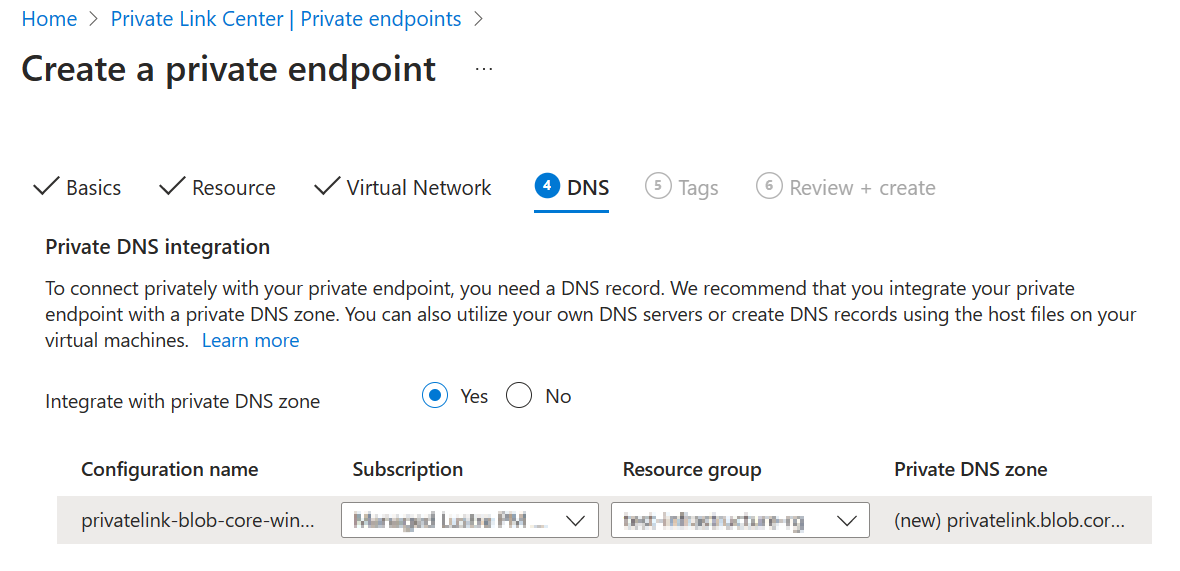 Home > Private Link Center | Private endpoints >
Create a private endpoint ...
Basics Resource Virtual Network 4 DNS 5 Tags 6 Review + create
Private DNS integration
To connect privately with your private endpoint, you need a DNS record. We recommend that you integrate your private
endpoint with a private DNS zone. You can also utilize your own DNS servers or create DNS records using the host files on your
virtual machines. Learn more
Integrate with private DNS zone Yes No
Configuration name Subscription Resource group Private DNS zone
privatelink-blob-core-win... (new) privatelink.blob.cor...